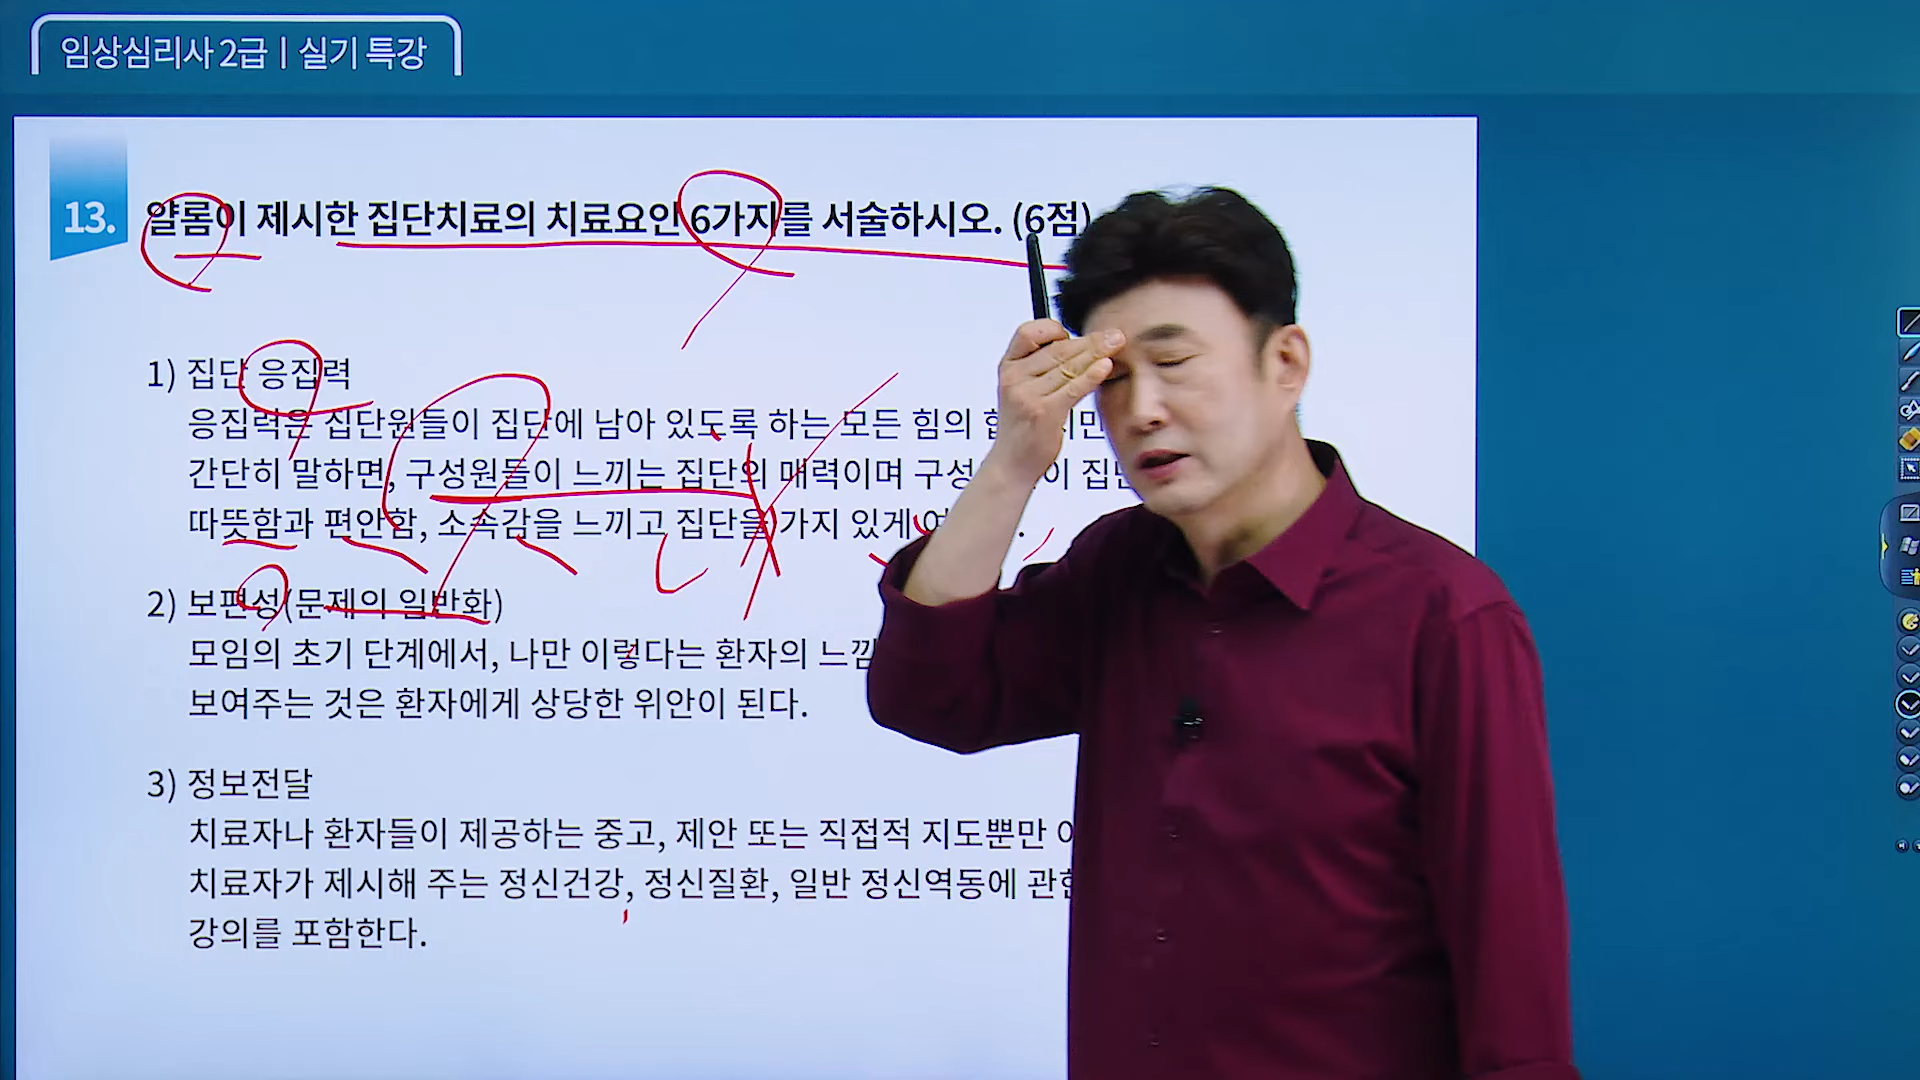 임상심리사 2급 | 실기 특강
13. 얄롬이 제시한 집단치료의 치료요인 6가지를 서술하시오. (6점)
1) 집단 응집력
응집력은 집단원들이 집단에 남아 있도록 하는 모든 힘의
간단히 말하면, 구성원들이 느끼는 집단의 매력이며
따뜻함과 편안함, 소속감을 느끼고 집단을 가지 있게
2) 보편성(문제의 일반화)
모임의 초기 단계에서, 나만 이렇다는 환자의
보여주는 것은 환자에게 상당한 위안이 된다.
3) 정보전달
치료자나 환자들이 제공하는 중고, 제안 또는 직접적 지도뿐만
치료자가 제시해 주는 정신건강, 정신질환, 일반 정신역동에
강의를 포함한다.